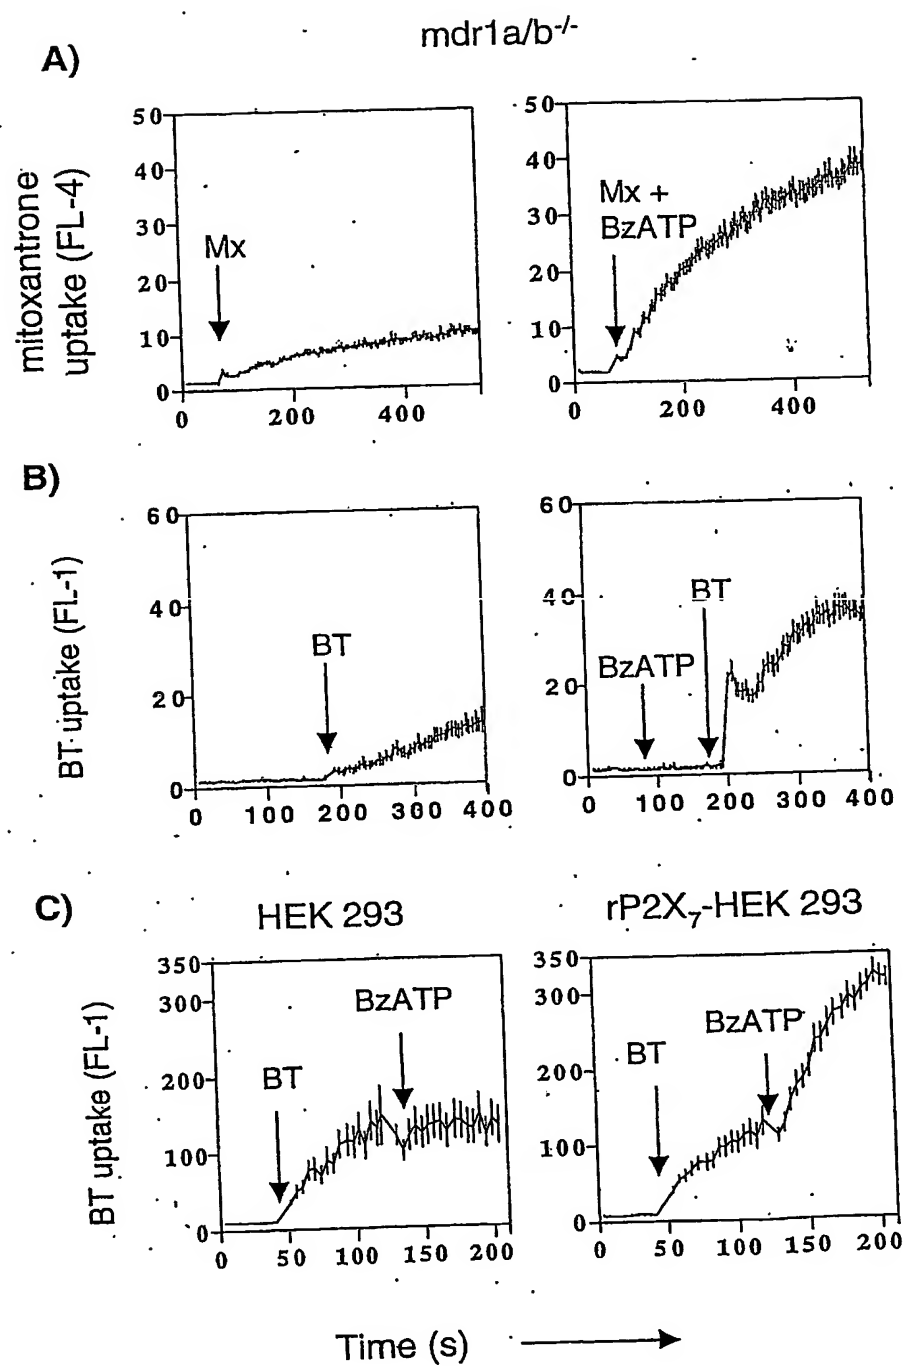 mdr1a/b-/-
A)
mitoxantrone
uptake (FL-4)
50
40
30
20
10
0
Mx
0 200 400
50
40
30
20
10
0
Mx +
BzATP
0 200 400
B)
BT uptake (FL-1)
60
40
20
0
BT
0 100 200 300 400
60
40
20
0
BT
BzATP
0 100 200 300 400
C)
HEK 293
rP2X7-HEK 293
BT uptake (FL-1)
350
300
200
100
0
BzATP
BT
0 50 100 150 200
350
300
200
100
0
BzATP
BT
0 50 100 150 200
Time (s)